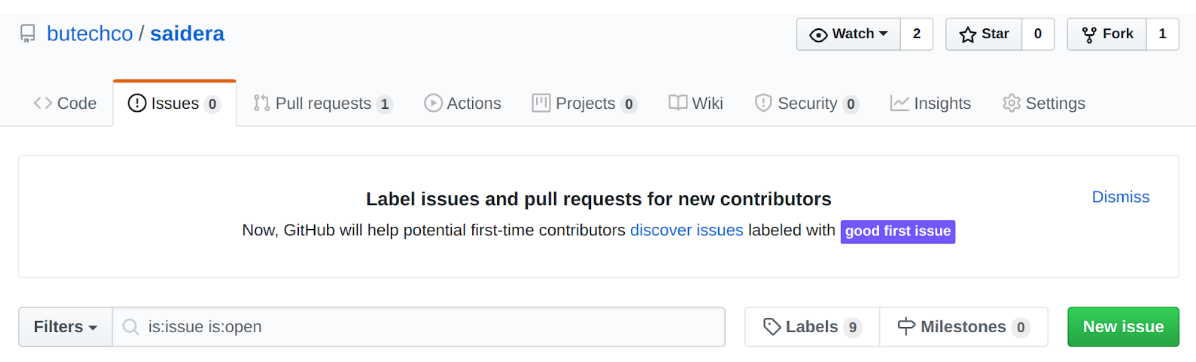 butechco / saidera
Watch 2 Star 0 Fork 1
Code Issues 0 Pull requests 1 Actions Projects 0 Wiki Security 0 Insights Settings
Label issues and pull requests for new contributors
Dismiss
Now, GitHub will help potential first-time contributors discover issues labeled with good first issue
Filters is:issue is:open Labels 9 Milestones 0 New issue